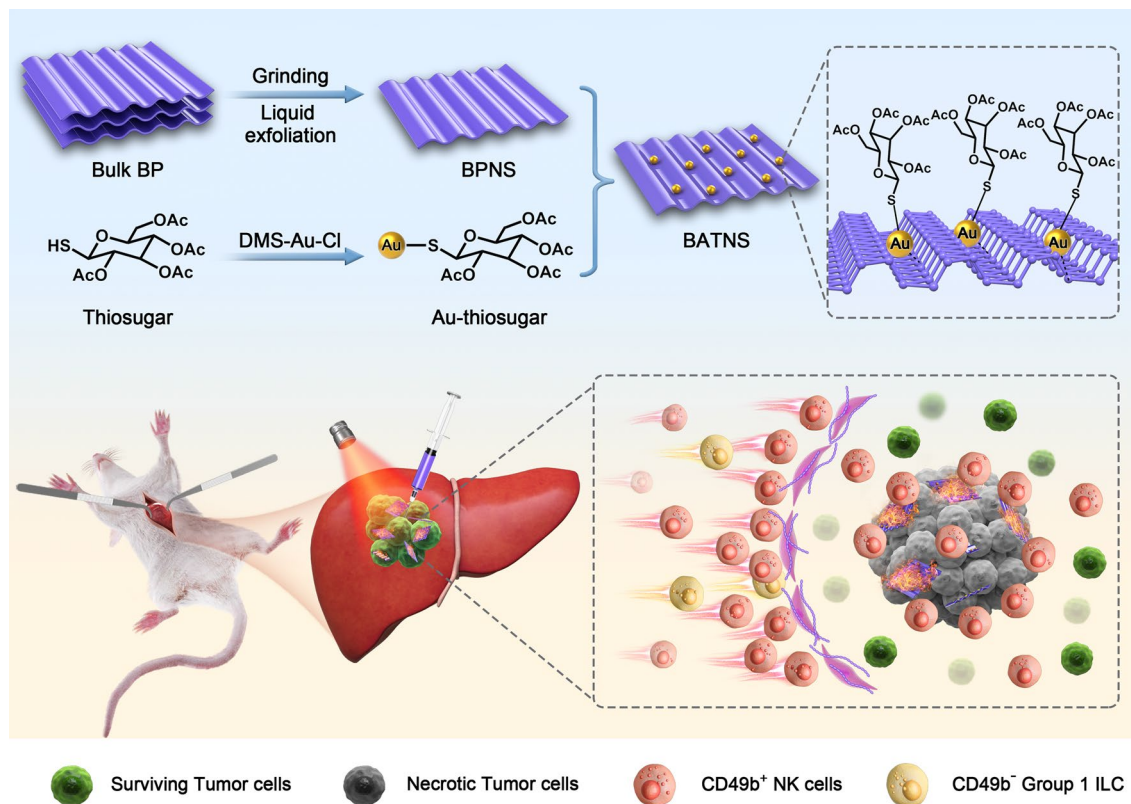 Grinding
Liquid
exfoliation
Bulk BP
BPNS
BATNS
HS
OAc
AcO
AcO
OAc
Thiosugar
DMS-Au-Cl
Au
S
OAc
OAc
AcO
OAc
Au-thiosugar
OAc
AcO
OAc
OAc
S
Au
OAc
AcO
OAc
OAc
S
Au
OAc
AcO
OAc
OAc
S
Au
Surviving Tumor cells
Necrotic Tumor cells
CD49b⁺ NK cells
CD49b⁻ Group 1 ILC